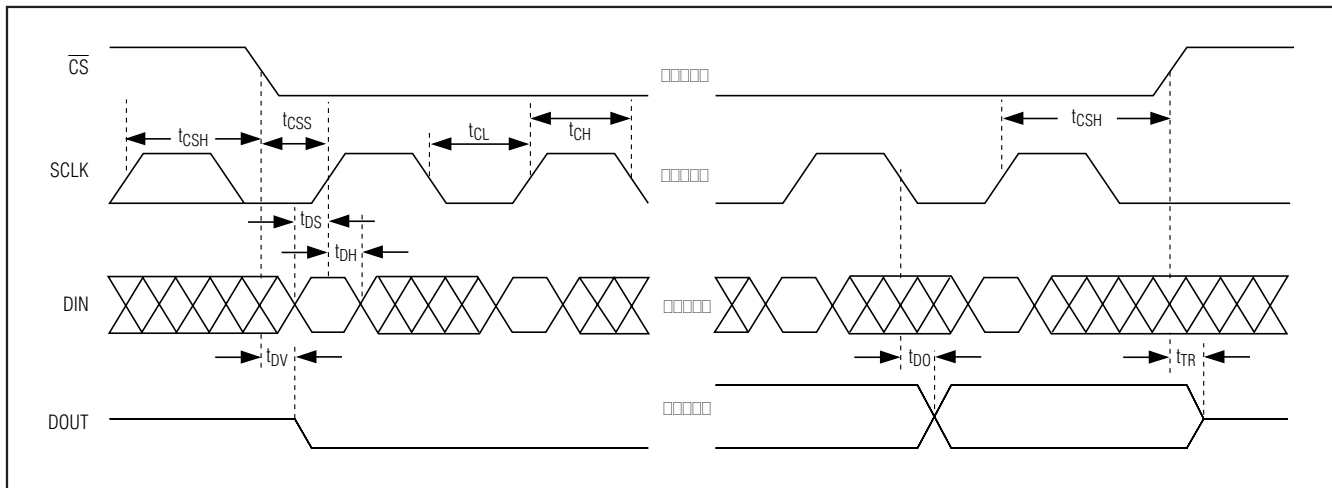 CS
tCSH
tCSS
tCL
tCH
tCSH
SCLK
tDS
tDH
DIN
tDV
tDO
tTR
DOUT